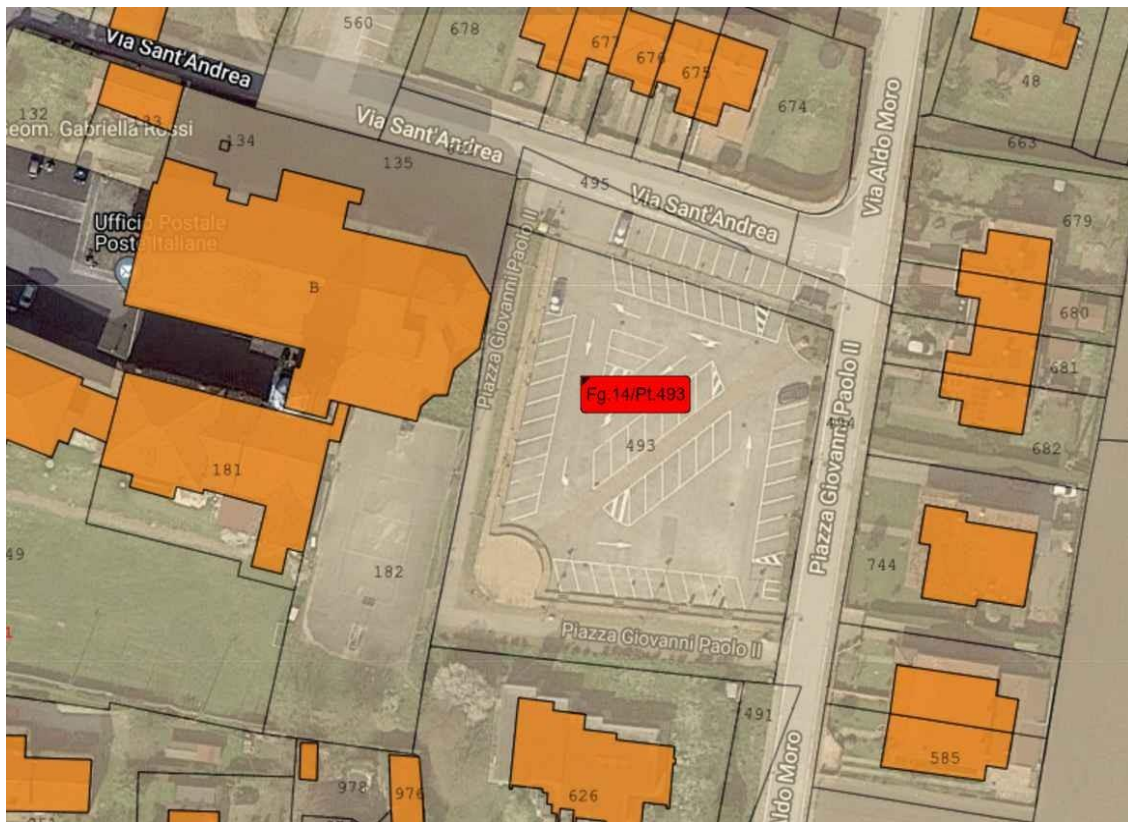 560
678
677
676
675
674
48
Via Sant'Andrea
132
Geom. Gabriella Rossi
134
135
Via Sant'Andrea
Via Aldo Moro
663
495
Via Sant'Andrea
679
Ufficio Postale
Poste Italiane
B
Piazza Giovanni Paolo II
680
681
Fg.14/Pt.493
493
494
682
181
Piazza Giovanni Paolo II
49
182
744
1
Piazza Giovanni Paolo II
491
585
Aldo Moro
978
976
626